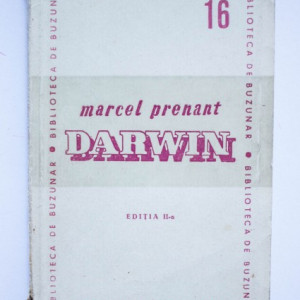 16
marcel prenant
DARWIN
EDIȚIA II-a
BIBLIOTECA DE BUZUNAR • BIBLIOTECA DE BUZUNAR
BIBLIOTECA DE BUZUNAR • BIBLIOTECA DE BUZUNAR